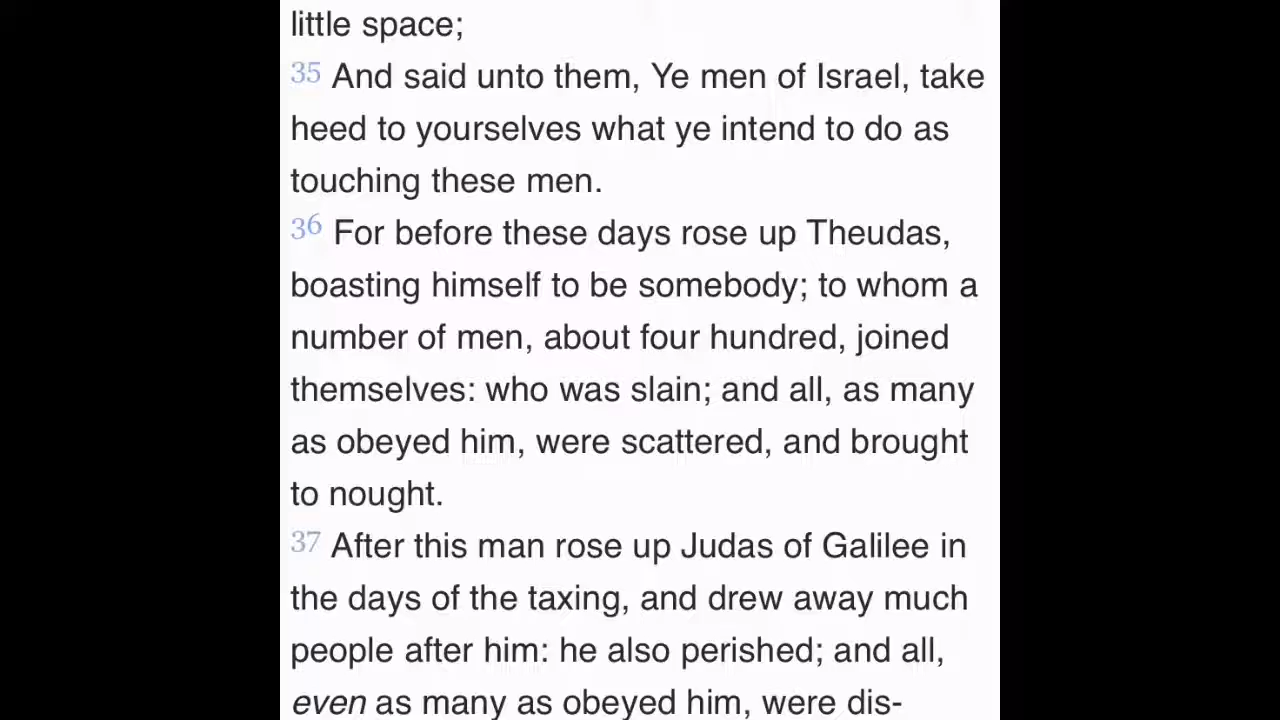 little space;
35 And said unto them, Ye men of Israel, take
heed to yourselves what ye intend to do as
touching these men.
36 For before these days rose up Theudas,
boasting himself to be somebody; to whom a
number of men, about four hundred, joined
themselves: who was slain; and all, as many
as obeyed him, were scattered, and brought
to nought.
37 After this man rose up Judas of Galilee in
the days of the taxing, and drew away much
people after him: he also perished; and all,
even as many as obeyed him, were dis-